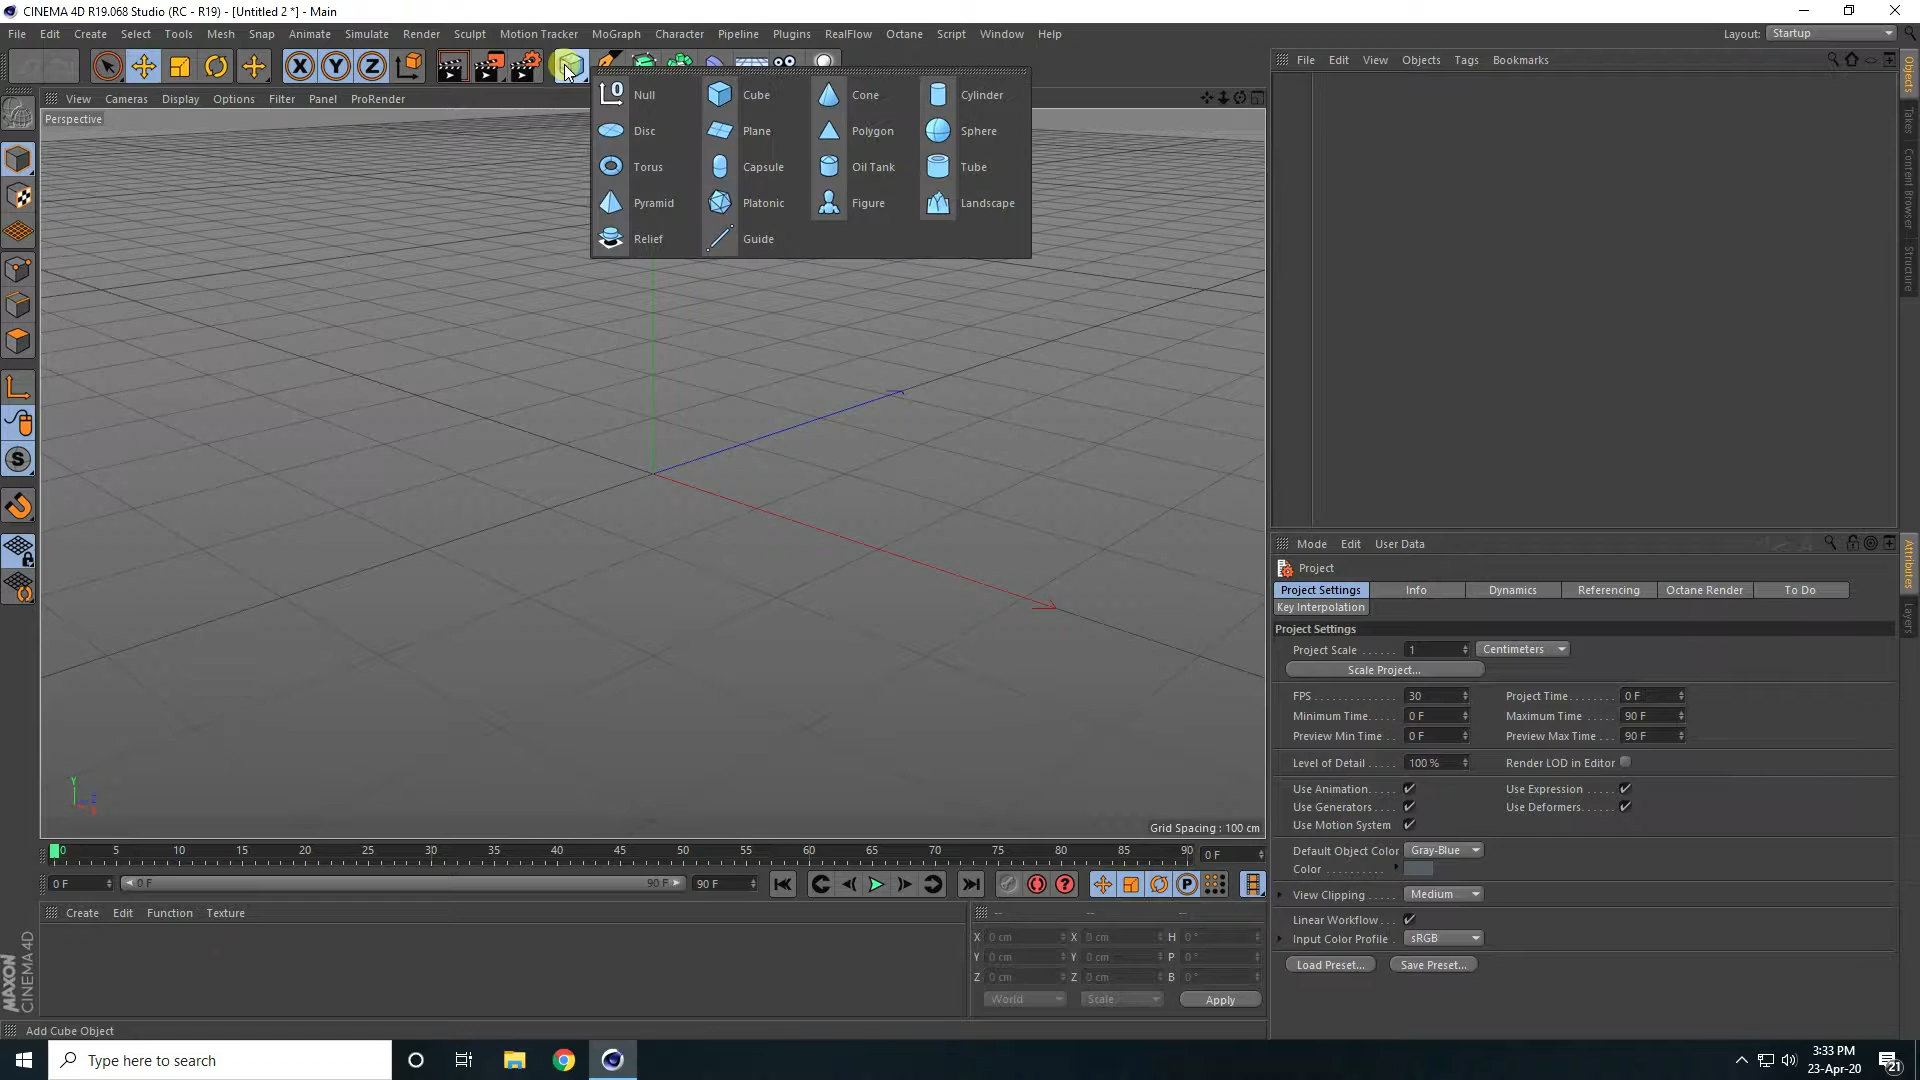 CINEMA 4D R19.068 Studio (RC - R19) - [Untitled 2 *] - Main
File Edit Create Select Tools Mesh Snap Animate Simulate Render Sculpt Motion Tracker MoGraph Character Pipeline Plugins RealFlow Octane Script Window Help
Layout: Startup
X Y Z
File Edit View Objects Tags Bookmarks
View Cameras Display Options Filter Panel ProRender
Perspective
0 Null Cube Cone Cylinder
Disc Plane Polygon Sphere
Torus Capsule Oil Tank Tube
Pyramid Platonic Figure Landscape
Relief Guide
Objects
Takes
Content Browser
Structure
S
Mode Edit User Data
Project
Project Settings Info Dynamics Referencing Octane Render To Do
Key Interpolation
Project Settings
Project Scale 1 Centimeters
Scale Project...
FPS 30 Project Time 0 F
Minimum Time 0 F Maximum Time 90 F
Preview Min Time 0 F Preview Max Time 90 F
Level of Detail 100 % Render LOD in Editor
Use Animation Use Expression
Use Generators Use Deformers
Use Motion System
Default Object Color Gray-Blue
Color
View Clipping Medium
Linear Workflow
Input Color Profile sRGB
Load Preset... Save Preset...
Attributes
Layers
Y
Z
X
Grid Spacing : 100 cm
0 5 10 15 20 25 30 35 40 45 50 55 60 65 70 75 80 85 90 0 F
0 F 0 F 90 F 90 F ? P
Create Edit Function Texture
-- -- --
X 0 cm X 0 cm H 0 °
Y 0 cm Y 0 cm P 0 °
Z 0 cm Z 0 cm B 0 °
World Scale Apply
MAXON
CINEMA 4D
Add Cube Object
Type here to search
3:33 PM
23-Apr-20
21